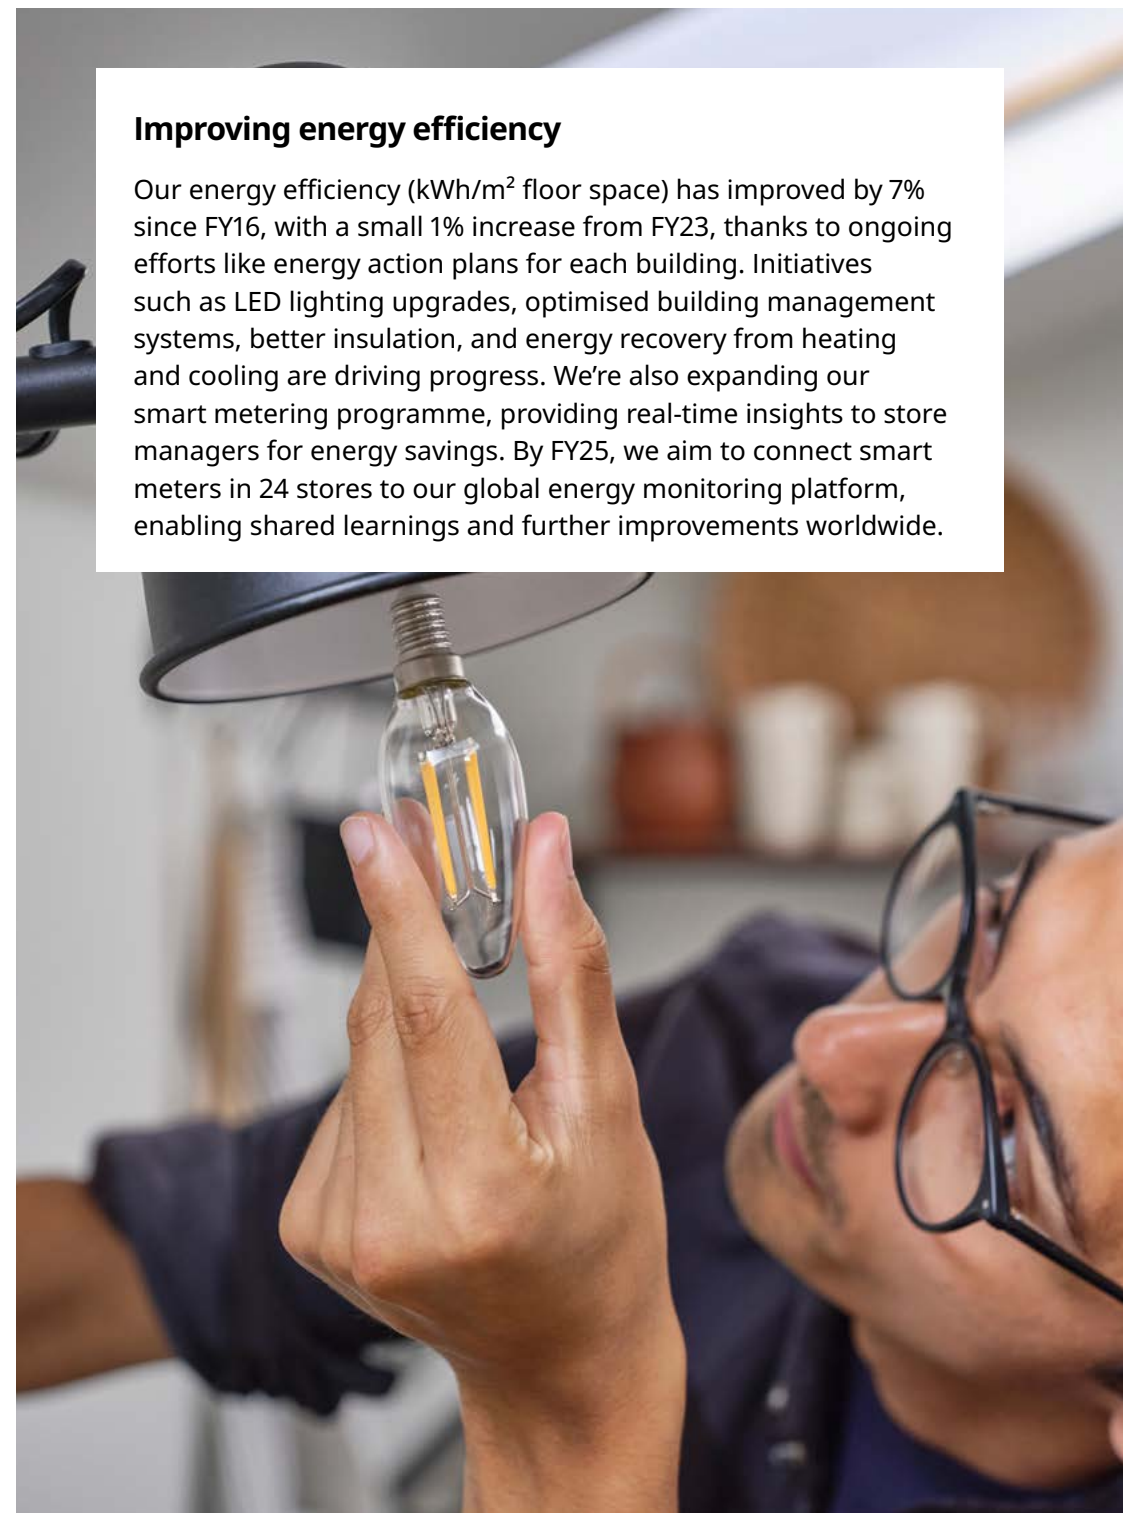 Improving energy efficiency
Our energy efficiency (kWh/m² floor space) has improved by 7%
since FY16, with a small 1% increase from FY23, thanks to ongoing
efforts like energy action plans for each building. Initiatives
such as LED lighting upgrades, optimised building management
systems, better insulation, and energy recovery from heating
and cooling are driving progress. We’re also expanding our
smart metering programme, providing real-time insights to store
managers for energy savings. By FY25, we aim to connect smart
meters in 24 stores to our global energy monitoring platform,
enabling shared learnings and further improvements worldwide.